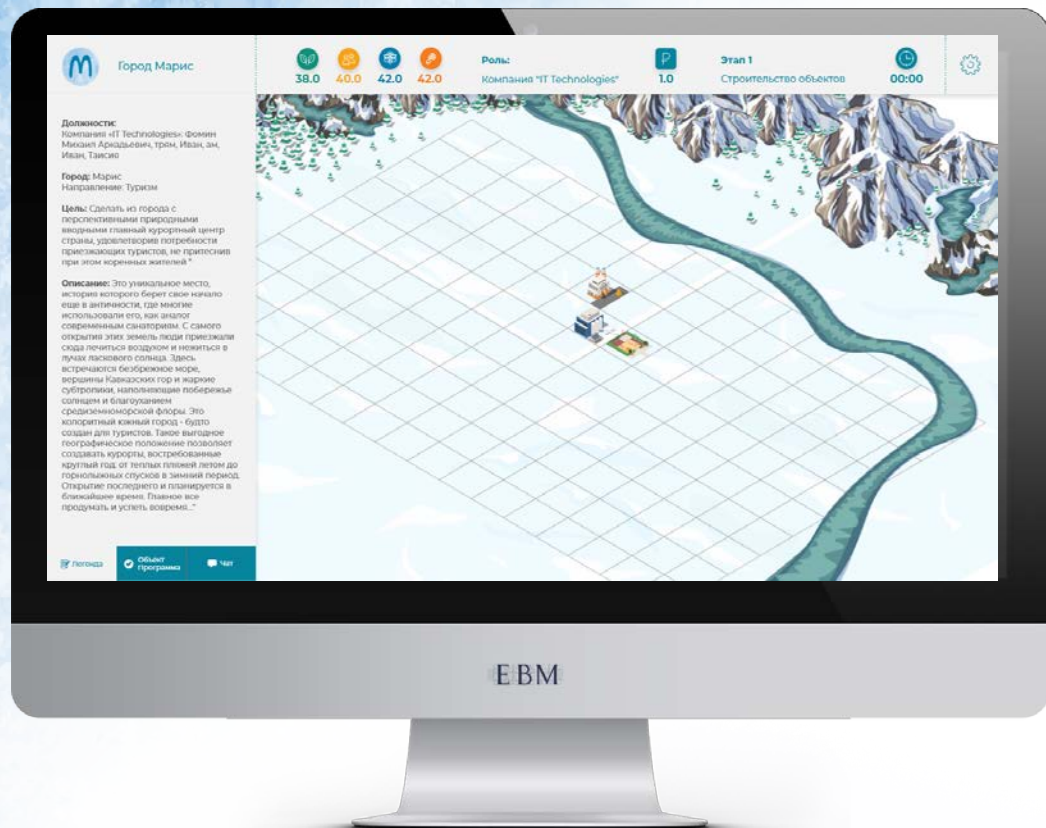 Город Марис
38.0 40.0 42.0 42.0
Роль:
Компания "IT Technologies"
1.0
Этап 1
Строительство объектов
00:00
Должности:
Компания «IT Technologies»: Фомин
Михаил Аркадьевич, трям, Иван, ам,
Иван, Таисия
Город: Марис
Направление: Туризм
Цель: Сделать из города с
перспективными природными
вводными главный курортный центр
страны, удовлетворив потребности
приезжающих туристов, не притеснив
при этом коренных жителей "
Описание: Это уникальное место,
история которого берет свое начало
еще в античности, где многие
использовали его, как аналог
современным санаториям. С самого
открытия этих земель люди приезжали
сюда лечиться воздухом и нежиться в
лучах ласкового солнца. Здесь
встречаются безбрежное море,
вершины Кавказских гор и жаркие
субтропики, наполняющие побережье
солнцем и благоуханием
средиземноморской флоры. Это
колоритный южный город - будто
создан для туристов. Такое выгодное
географическое положение позволяет
создавать курорты, востребованные
круглый год: от теплых пляжей летом до
горнолыжных спусков в зимний период.
Открытие последнего и планируется в
ближайшее время. Главное все
продумать и успеть вовремя..."
Легенда
Объект
Программа
Чат
EBM